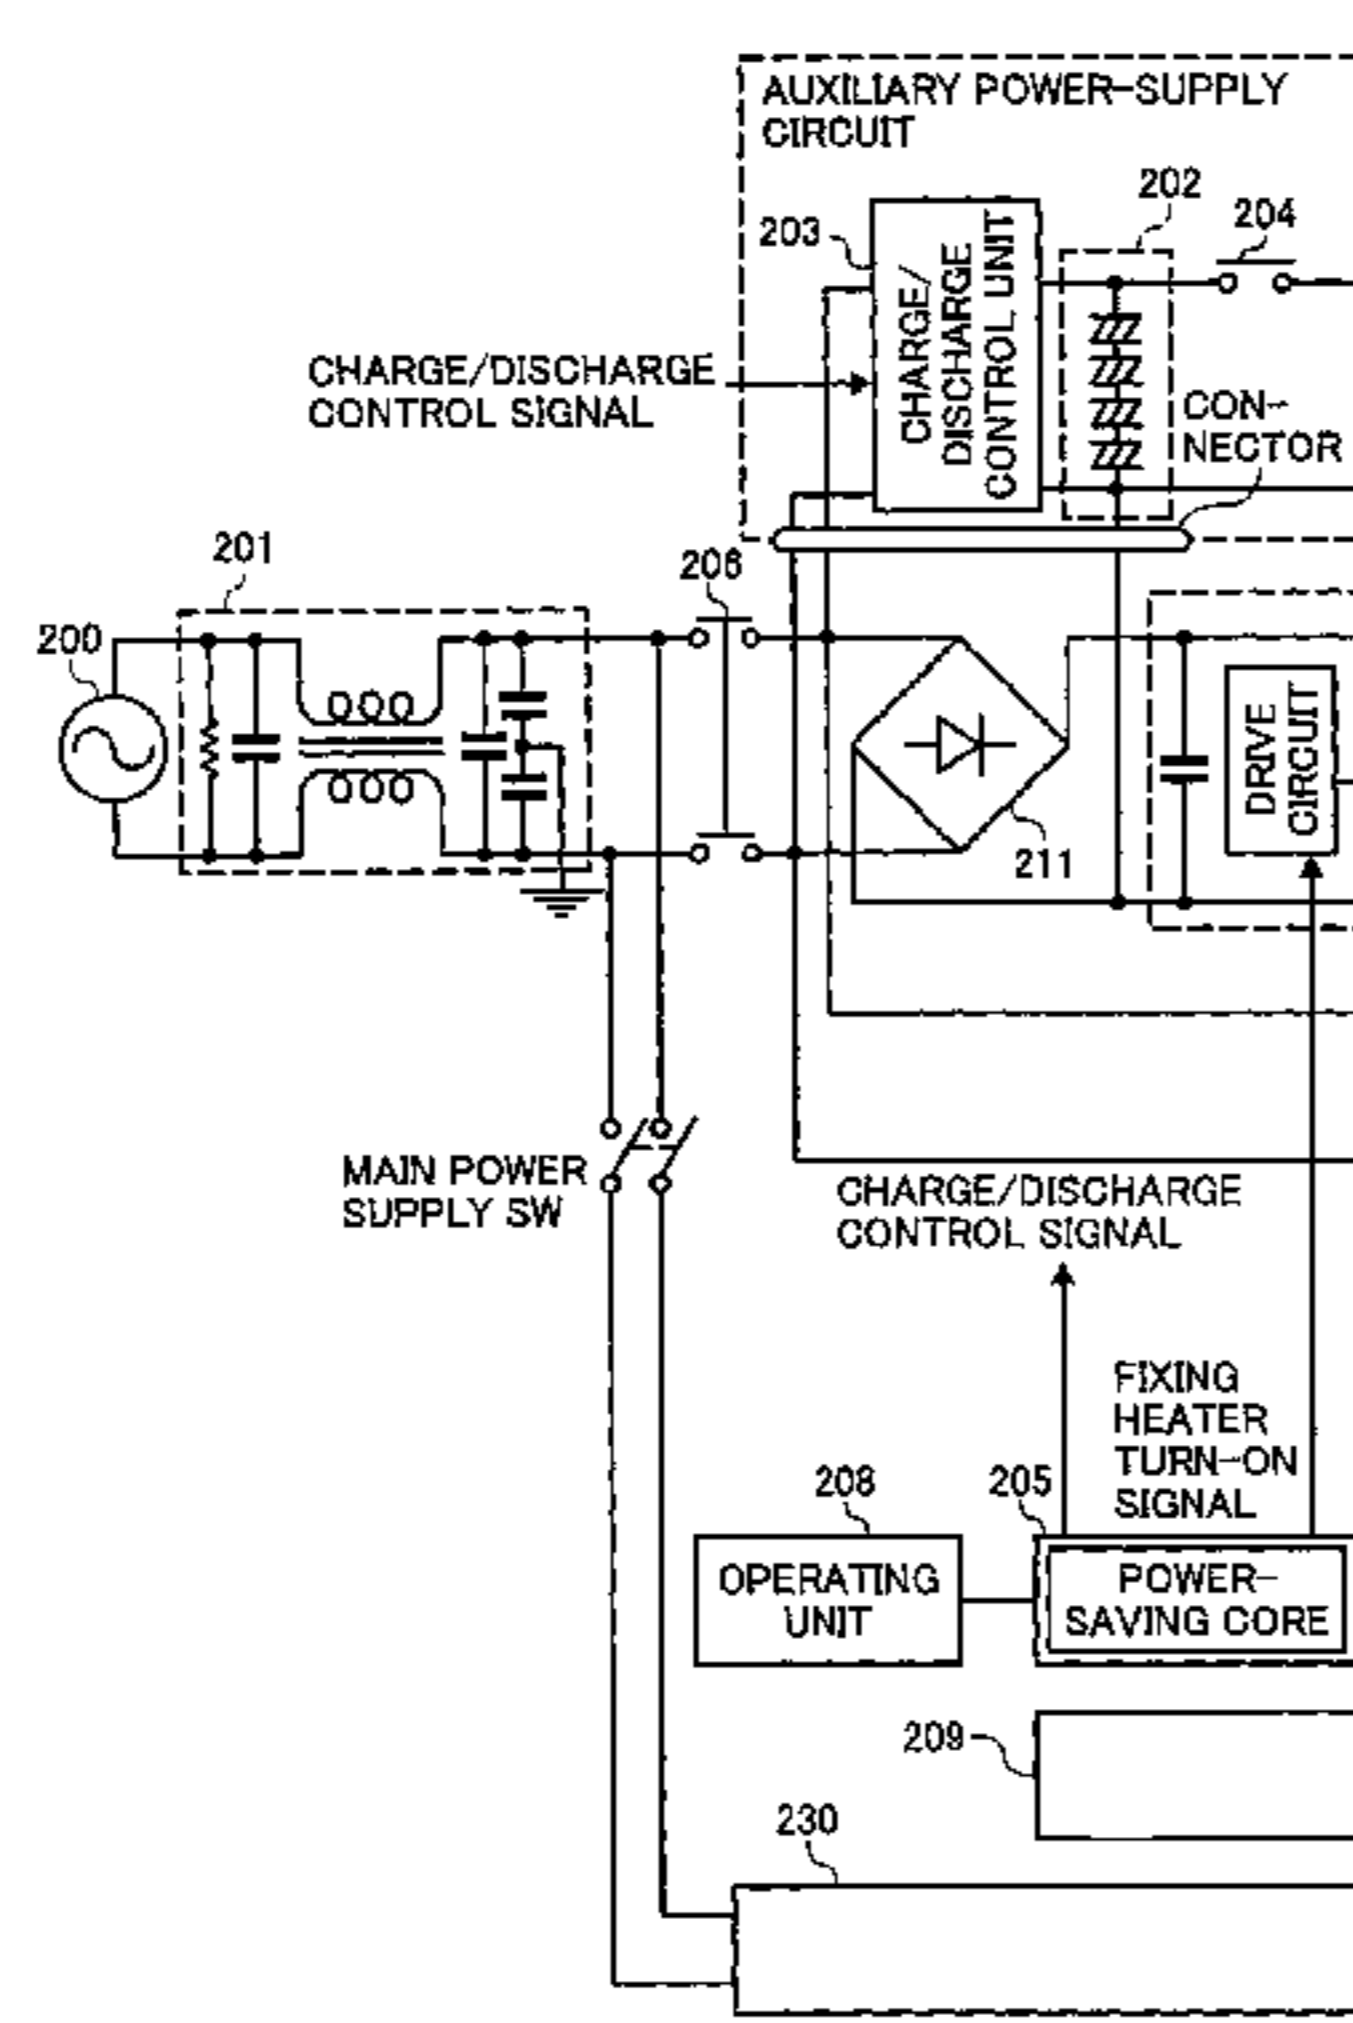 AUXILIARY POWER-SUPPLY
CIRCUIT
202
204
203
CHARGE/
DISCHARGE
CONTROL UNIT
CHARGE/DISCHARGE
CONTROL SIGNAL
CON-
NECTOR
201
206
200
DRIVE
CIRCUIT
211
MAIN POWER
SUPPLY SW
CHARGE/DISCHARGE
CONTROL SIGNAL
FIXING
HEATER
TURN-ON
SIGNAL
208
205
OPERATING
UNIT
POWER-
SAVING CORE
209
230